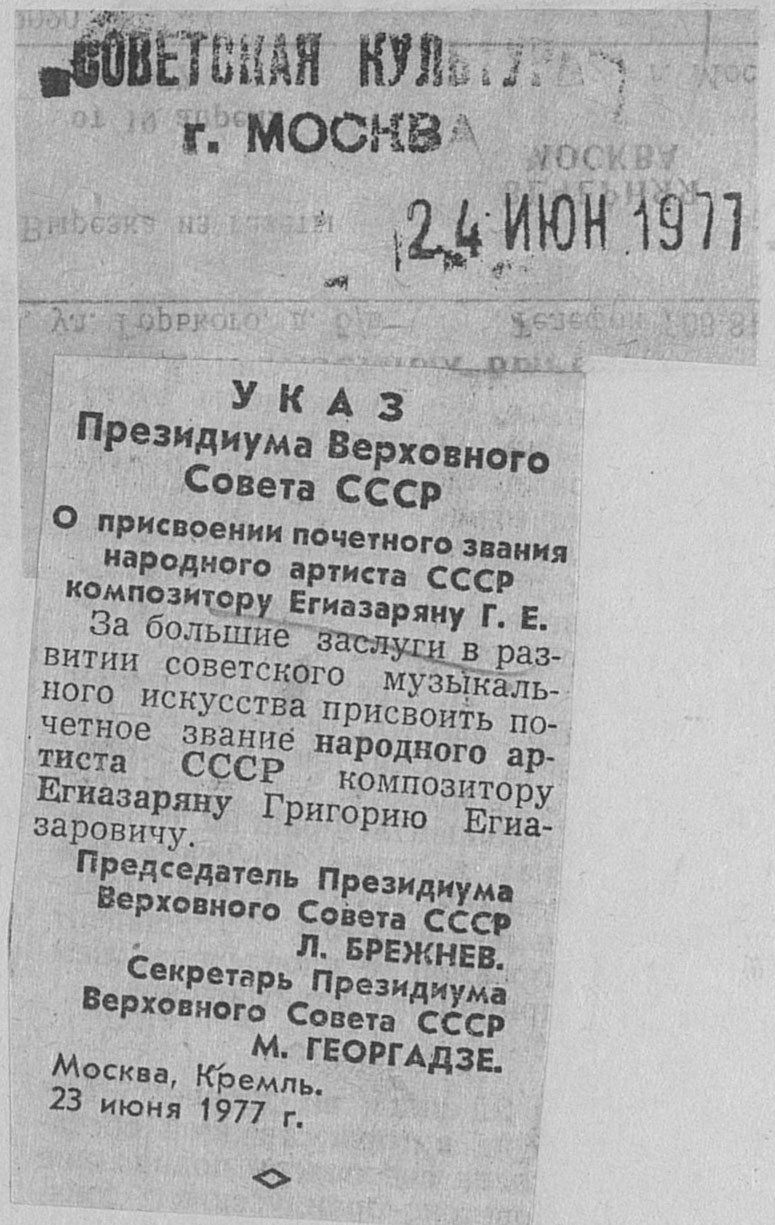 СОВЕТСКАЯ КУЛЬТУРА
г. МОСКВА
24 ИЮН 1977
УКАЗ
Президиума Верховного
Совета СССР
О присвоении почетного звания
народного артиста СССР
композитору Егиазаряну Г. Е.
За большие заслуги в раз-
витии советского музыкаль-
ного искусства присвоить по-
четное звание народного ар-
тиста СССР композитору
Егиазаряну Григорию Егиа-
заровичу.
Председатель Президиума
Верховного Совета СССР
Л. БРЕЖНЕВ.
Секретарь Президиума
Верховного Совета СССР
М. ГЕОРГАДЗЕ.
Москва, Кремль.
23 июня 1977 г.